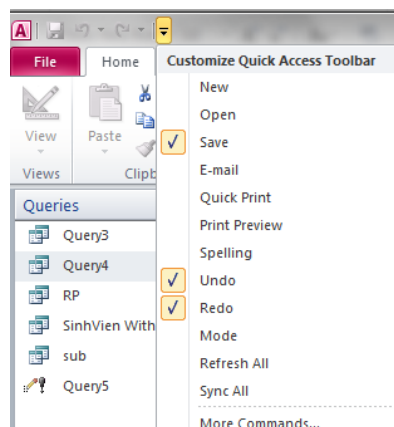 A
File
Home
Customize Quick Access Toolbar
New
Open
Save
E-mail
Quick Print
Print Preview
Spelling
Undo
Redo
Mode
Refresh All
Sync All
More Commands...
View
Paste
Views
Clipb
Queries
Query3
Query4
RP
SinhVien With
sub
Query5